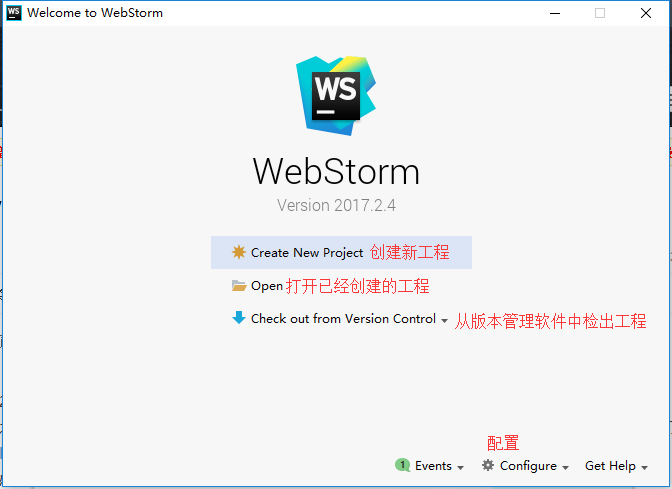 Welcome to WebStorm
WS
WebStorm
Version 2017.2.4
Create New Project 创建新工程
Open 打开已经创建的工程
Check out from Version Control 从版本管理软件中检出工程
配置
1 Events Configure Get Help